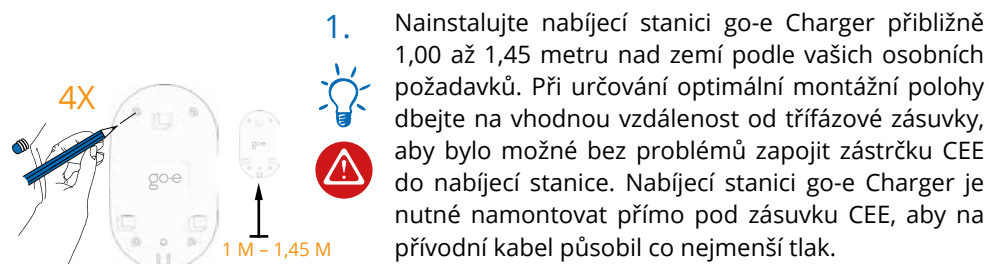 1.
Nainstalujte nabíjecí stanici go-e Charger přibližně
1,00 až 1,45 metru nad zemí podle vašich osobních
požadavků. Při určování optimální montážní polohy
dbejte na vhodnou vzdálenost od třífázové zásuvky,
aby bylo možné bez problémů zapojit zástrčku CEE
do nabíjecí stanice. Nabíjecí stanici go-e Charger je
nutné namontovat přímo pod zásuvku CEE, aby na
přívodní kabel působil co nejmenší tlak.
4X
go-e
go-e
1 M – 1,45 M